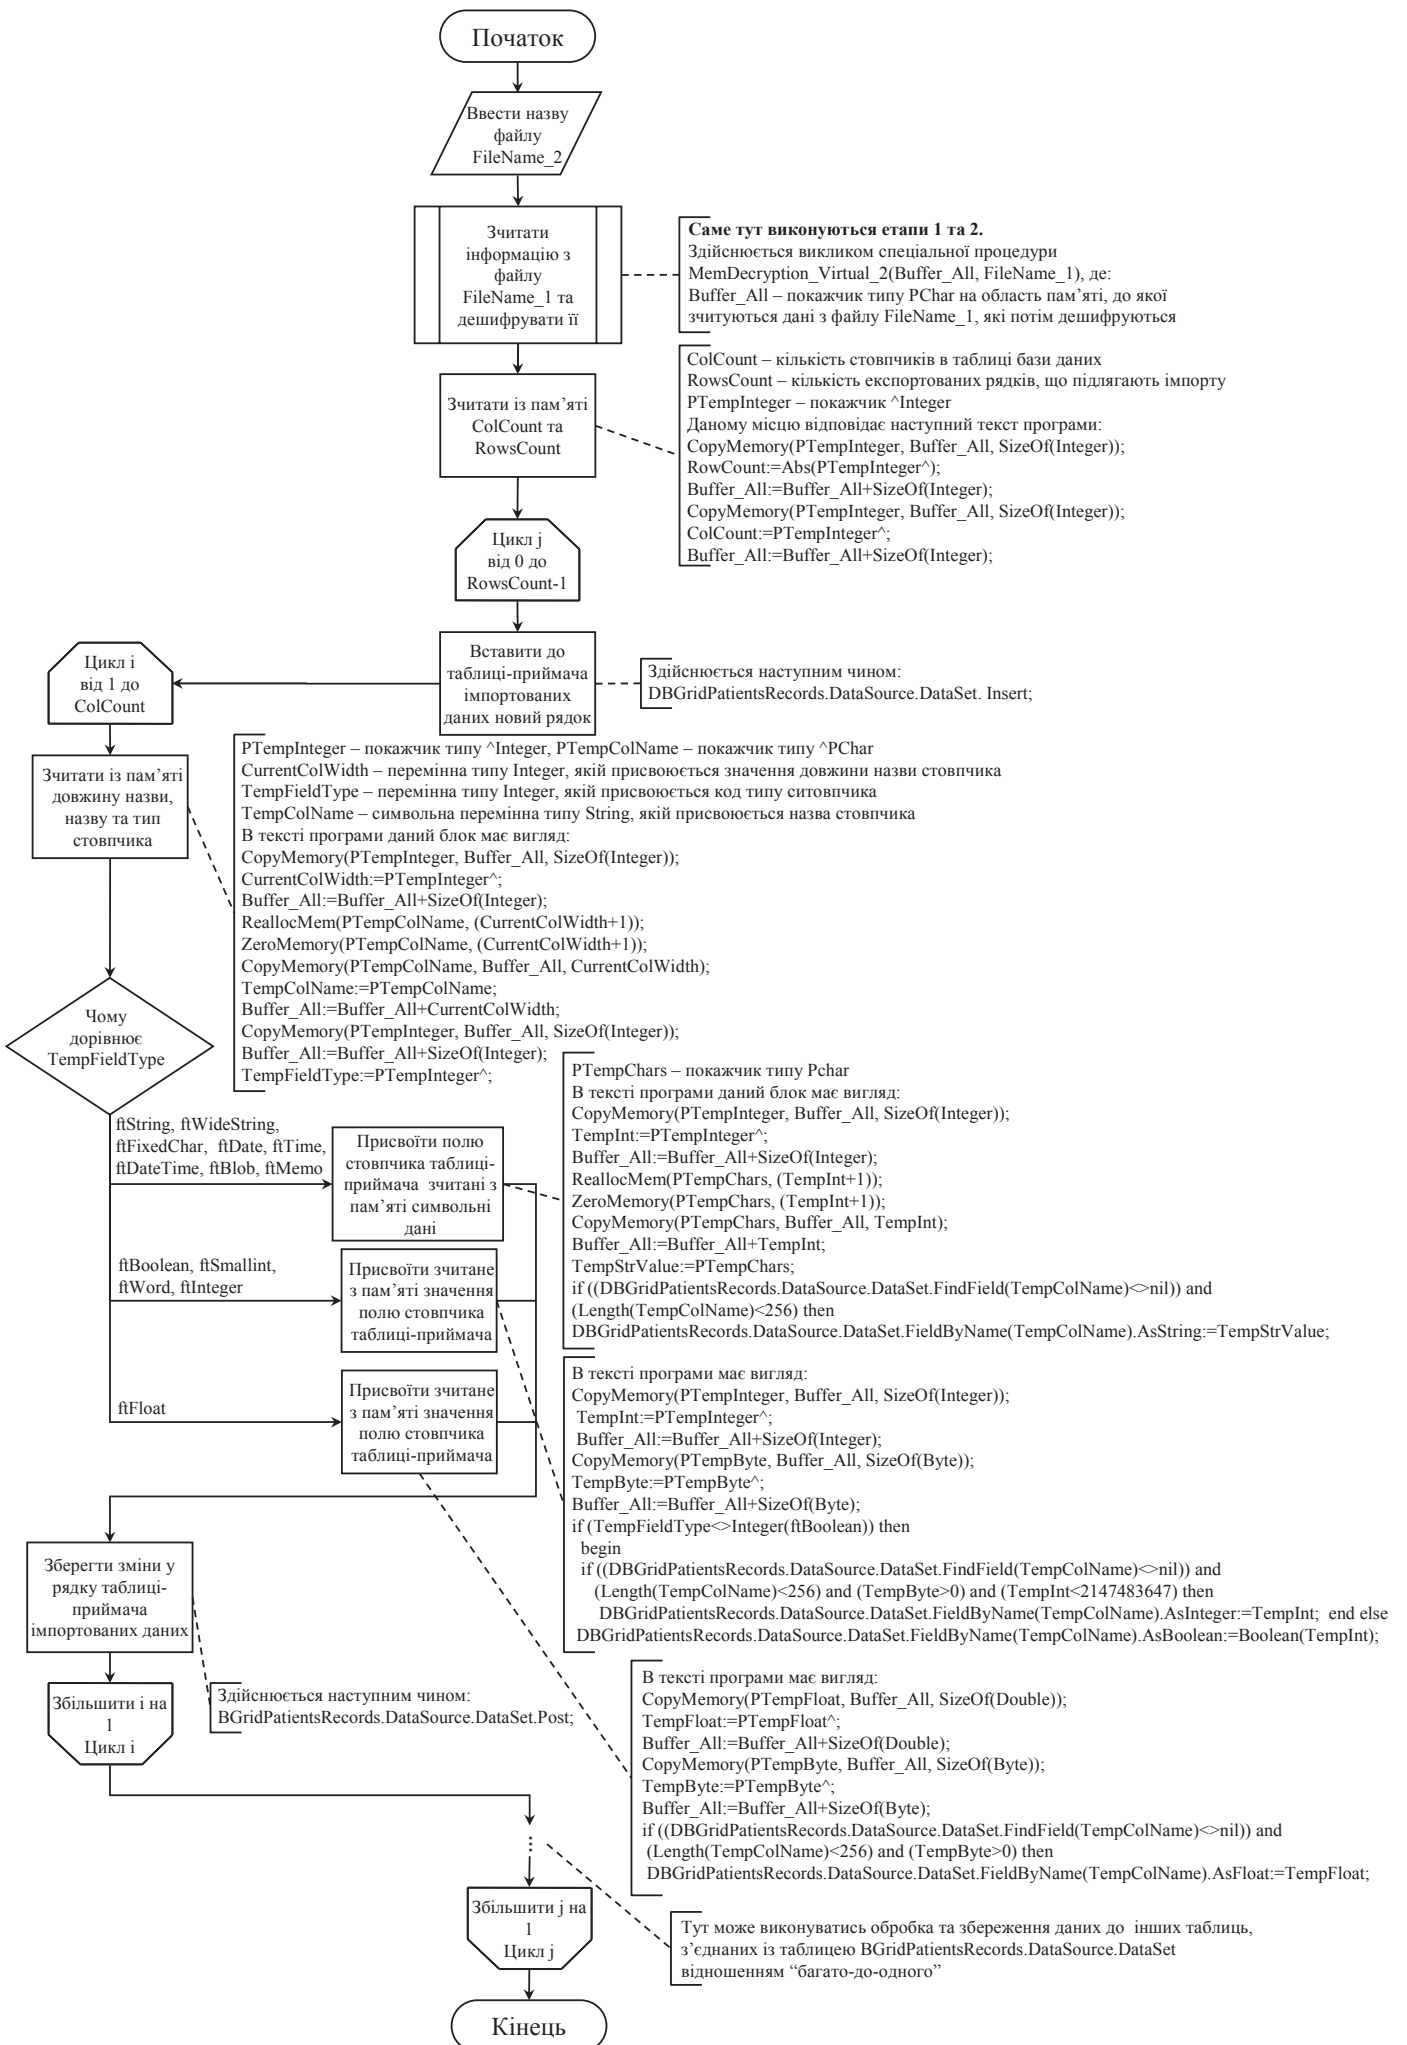 Початок
Ввести назву
файлу
FileName_2
Зчитати
інформацію з
файлу
FileName_1 та
дешифрувати її
Саме тут виконуються етапи 1 та 2.
Здійснюється викликом спеціальної процедури
MemDecryption_Virtual_2(Buffer_All, FileName_1), де:
Buffer_All – покажчик типу PChar на область пам’яті, до якої
зчитуються дані з файлу FileName_1, які потім дешифруються
Зчитати із пам’яті
ColCount та
RowsCount
ColCount – кількість стовпчиків в таблиці бази даних
RowsCount – кількість експортованих рядків, що підлягають імпорту
PTempInteger – покажчик ^Integer
Даному місцю відповідає наступний текст програми:
CopyMemory(PTempInteger, Buffer_All, SizeOf(Integer));
RowCount:=Abs(PTempInteger^);
Buffer_All:=Buffer_All+SizeOf(Integer);
CopyMemory(PTempInteger, Buffer_All, SizeOf(Integer));
ColCount:=PTempInteger^;
Buffer_All:=Buffer_All+SizeOf(Integer);
Цикл j
від 0 до
RowsCount-1
Вставити до
таблиці-приймача
імпортованих
даних новий рядок
Здійснюється наступним чином:
DBGridPatientsRecords.DataSource.DataSet. Insert;
Цикл i
від 1 до
ColCount
Зчитати із пам’яті
довжину назви,
назву та тип
стовпчика
PTempInteger – покажчик типу ^Integer, PTempColName – покажчик типу ^PChar
CurrentColWidth – перемінна типу Integer, якій присвоюється значення довжини назви стовпчика
TempFieldType – перемінна типу Integer, якій присвоюється код типу ситовпчика
TempColName – символьна перемінна типу String, якій присвоюється назва стовпчика
В тексті програми даний блок має вигляд:
CopyMemory(PTempInteger, Buffer_All, SizeOf(Integer));
CurrentColWidth:=PTempInteger^;
Buffer_All:=Buffer_All+SizeOf(Integer);
ReallocMem(PTempColName, (CurrentColWidth+1));
ZeroMemory(PTempColName, (CurrentColWidth+1));
CopyMemory(PTempColName, Buffer_All, CurrentColWidth);
TempColName:=PTempColName;
Buffer_All:=Buffer_All+CurrentColWidth;
CopyMemory(PTempInteger, Buffer_All, SizeOf(Integer));
Buffer_All:=Buffer_All+SizeOf(Integer);
TempFieldType:=PTempInteger^;
Чому
дорівнює
TempFieldType
ftString, ftWideString,
ftFixedChar, ftDate, ftTime,
ftDateTime, ftBlob, ftMemo
Присвоїти полю
стовпчика таблиці-
приймача зчитані з
пам’яті символьні
дані
PTempChars – покажчик типу Pchar
В тексті програми даний блок має вигляд:
CopyMemory(PTempInteger, Buffer_All, SizeOf(Integer));
TempInt:=PTempInteger^;
Buffer_All:=Buffer_All+SizeOf(Integer);
ReallocMem(PTempChars, (TempInt+1));
ZeroMemory(PTempChars, (TempInt+1));
CopyMemory(PTempChars, Buffer_All, TempInt);
Buffer_All:=Buffer_All+TempInt;
TempStrValue:=PTempChars;
if ((DBGridPatientsRecords.DataSource.DataSet.FindField(TempColName)<>nil)) and
(Length(TempColName)<256) then
DBGridPatientsRecords.DataSource.DataSet.FieldByName(TempColName).AsString:=TempStrValue;
ftBoolean, ftSmallint,
ftWord, ftInteger
Присвоїти зчитане
з пам’яті значення
полю стовпчика
таблиці-приймача
В тексті програми має вигляд:
CopyMemory(PTempInteger, Buffer_All, SizeOf(Integer));
TempInt:=PTempInteger^;
Buffer_All:=Buffer_All+SizeOf(Integer);
CopyMemory(PTempByte, Buffer_All, SizeOf(Byte));
TempByte:=PTempByte^;
Buffer_All:=Buffer_All+SizeOf(Byte);
if (TempFieldType<>Integer(ftBoolean)) then
begin
if ((DBGridPatientsRecords.DataSource.DataSet.FindField(TempColName)<>nil)) and
(Length(TempColName)<256) and (TempByte>0) and (TempInt<2147483647) then
DBGridPatientsRecords.DataSource.DataSet.FieldByName(TempColName).AsInteger:=TempInt; end else
DBGridPatientsRecords.DataSource.DataSet.FieldByName(TempColName).AsBoolean:=Boolean(TempInt);
ftFloat
Присвоїти зчитане
з пам’яті значення
полю стовпчика
таблиці-приймача
В тексті програми має вигляд:
CopyMemory(PTempFloat, Buffer_All, SizeOf(Double));
TempFloat:=PTempFloat^;
Buffer_All:=Buffer_All+SizeOf(Double);
CopyMemory(PTempByte, Buffer_All, SizeOf(Byte));
TempByte:=PTempByte^;
Buffer_All:=Buffer_All+SizeOf(Byte);
if ((DBGridPatientsRecords.DataSource.DataSet.FindField(TempColName)<>nil)) and
(Length(TempColName)<256) and (TempByte>0) then
DBGridPatientsRecords.DataSource.DataSet.FieldByName(TempColName).AsFloat:=TempFloat;
Зберегти зміни у
рядку таблиці-
приймача
імпортованих даних
Здійснюється наступним чином:
BGridPatientsRecords.DataSource.DataSet.Post;
Збільшити i на
1
Цикл i
Збільшити j на
1
Цикл j
Тут може виконуватись обробка та збереження даних до інших таблиць,
з’єднаних із таблицею BGridPatientsRecords.DataSource.DataSet
відношенням “багато-до-одного”
Кінець